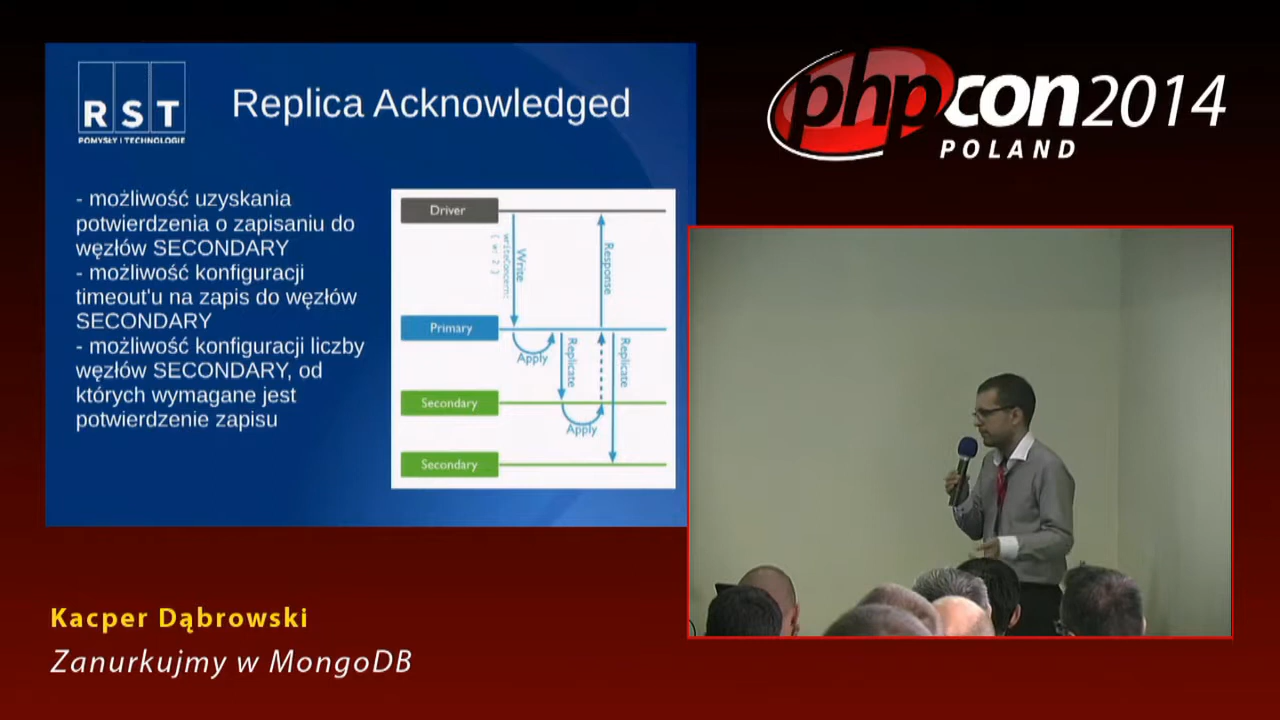 RST
POMYSŁY I TECHNOLOGIE
Replica Acknowledged
- możliwość uzyskania
potwierdzenia o zapisaniu do
węzłów SECONDARY
- możliwość konfiguracji
timeout'u na zapis do węzłów
SECONDARY
- możliwość konfiguracji liczby
węzłów SECONDARY, od
których wymagane jest
potwierdzenie zapisu
Driver
Write
writeConcern:
{ w: 2 }
Response
Primary
Apply
Replicate
Replicate
Secondary
Apply
Secondary
phpcon2014
POLAND
Kacper Dąbrowski
Zanurkujmy w MongoDB